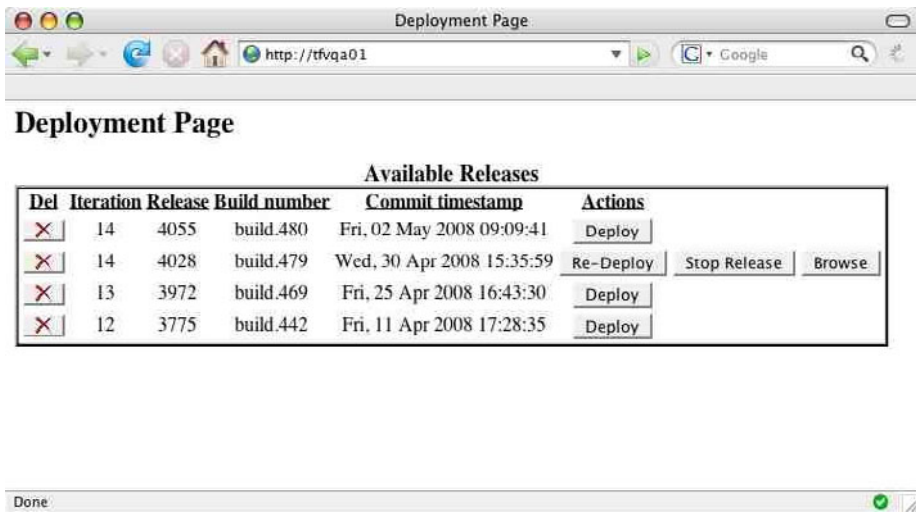 Deployment Page
http://tfvqa01
G Google
Deployment Page
Available Releases
Del Iteration Release Build number Commit timestamp Actions
14 4055 build.480 Fri, 02 May 2008 09:09:41 Deploy
14 4028 build.479 Wed, 30 Apr 2008 15:35:59 Re-Deploy Stop Release Browse
13 3972 build.469 Fri, 25 Apr 2008 16:43:30 Deploy
12 3775 build.442 Fri, 11 Apr 2008 17:28:35 Deploy
Done